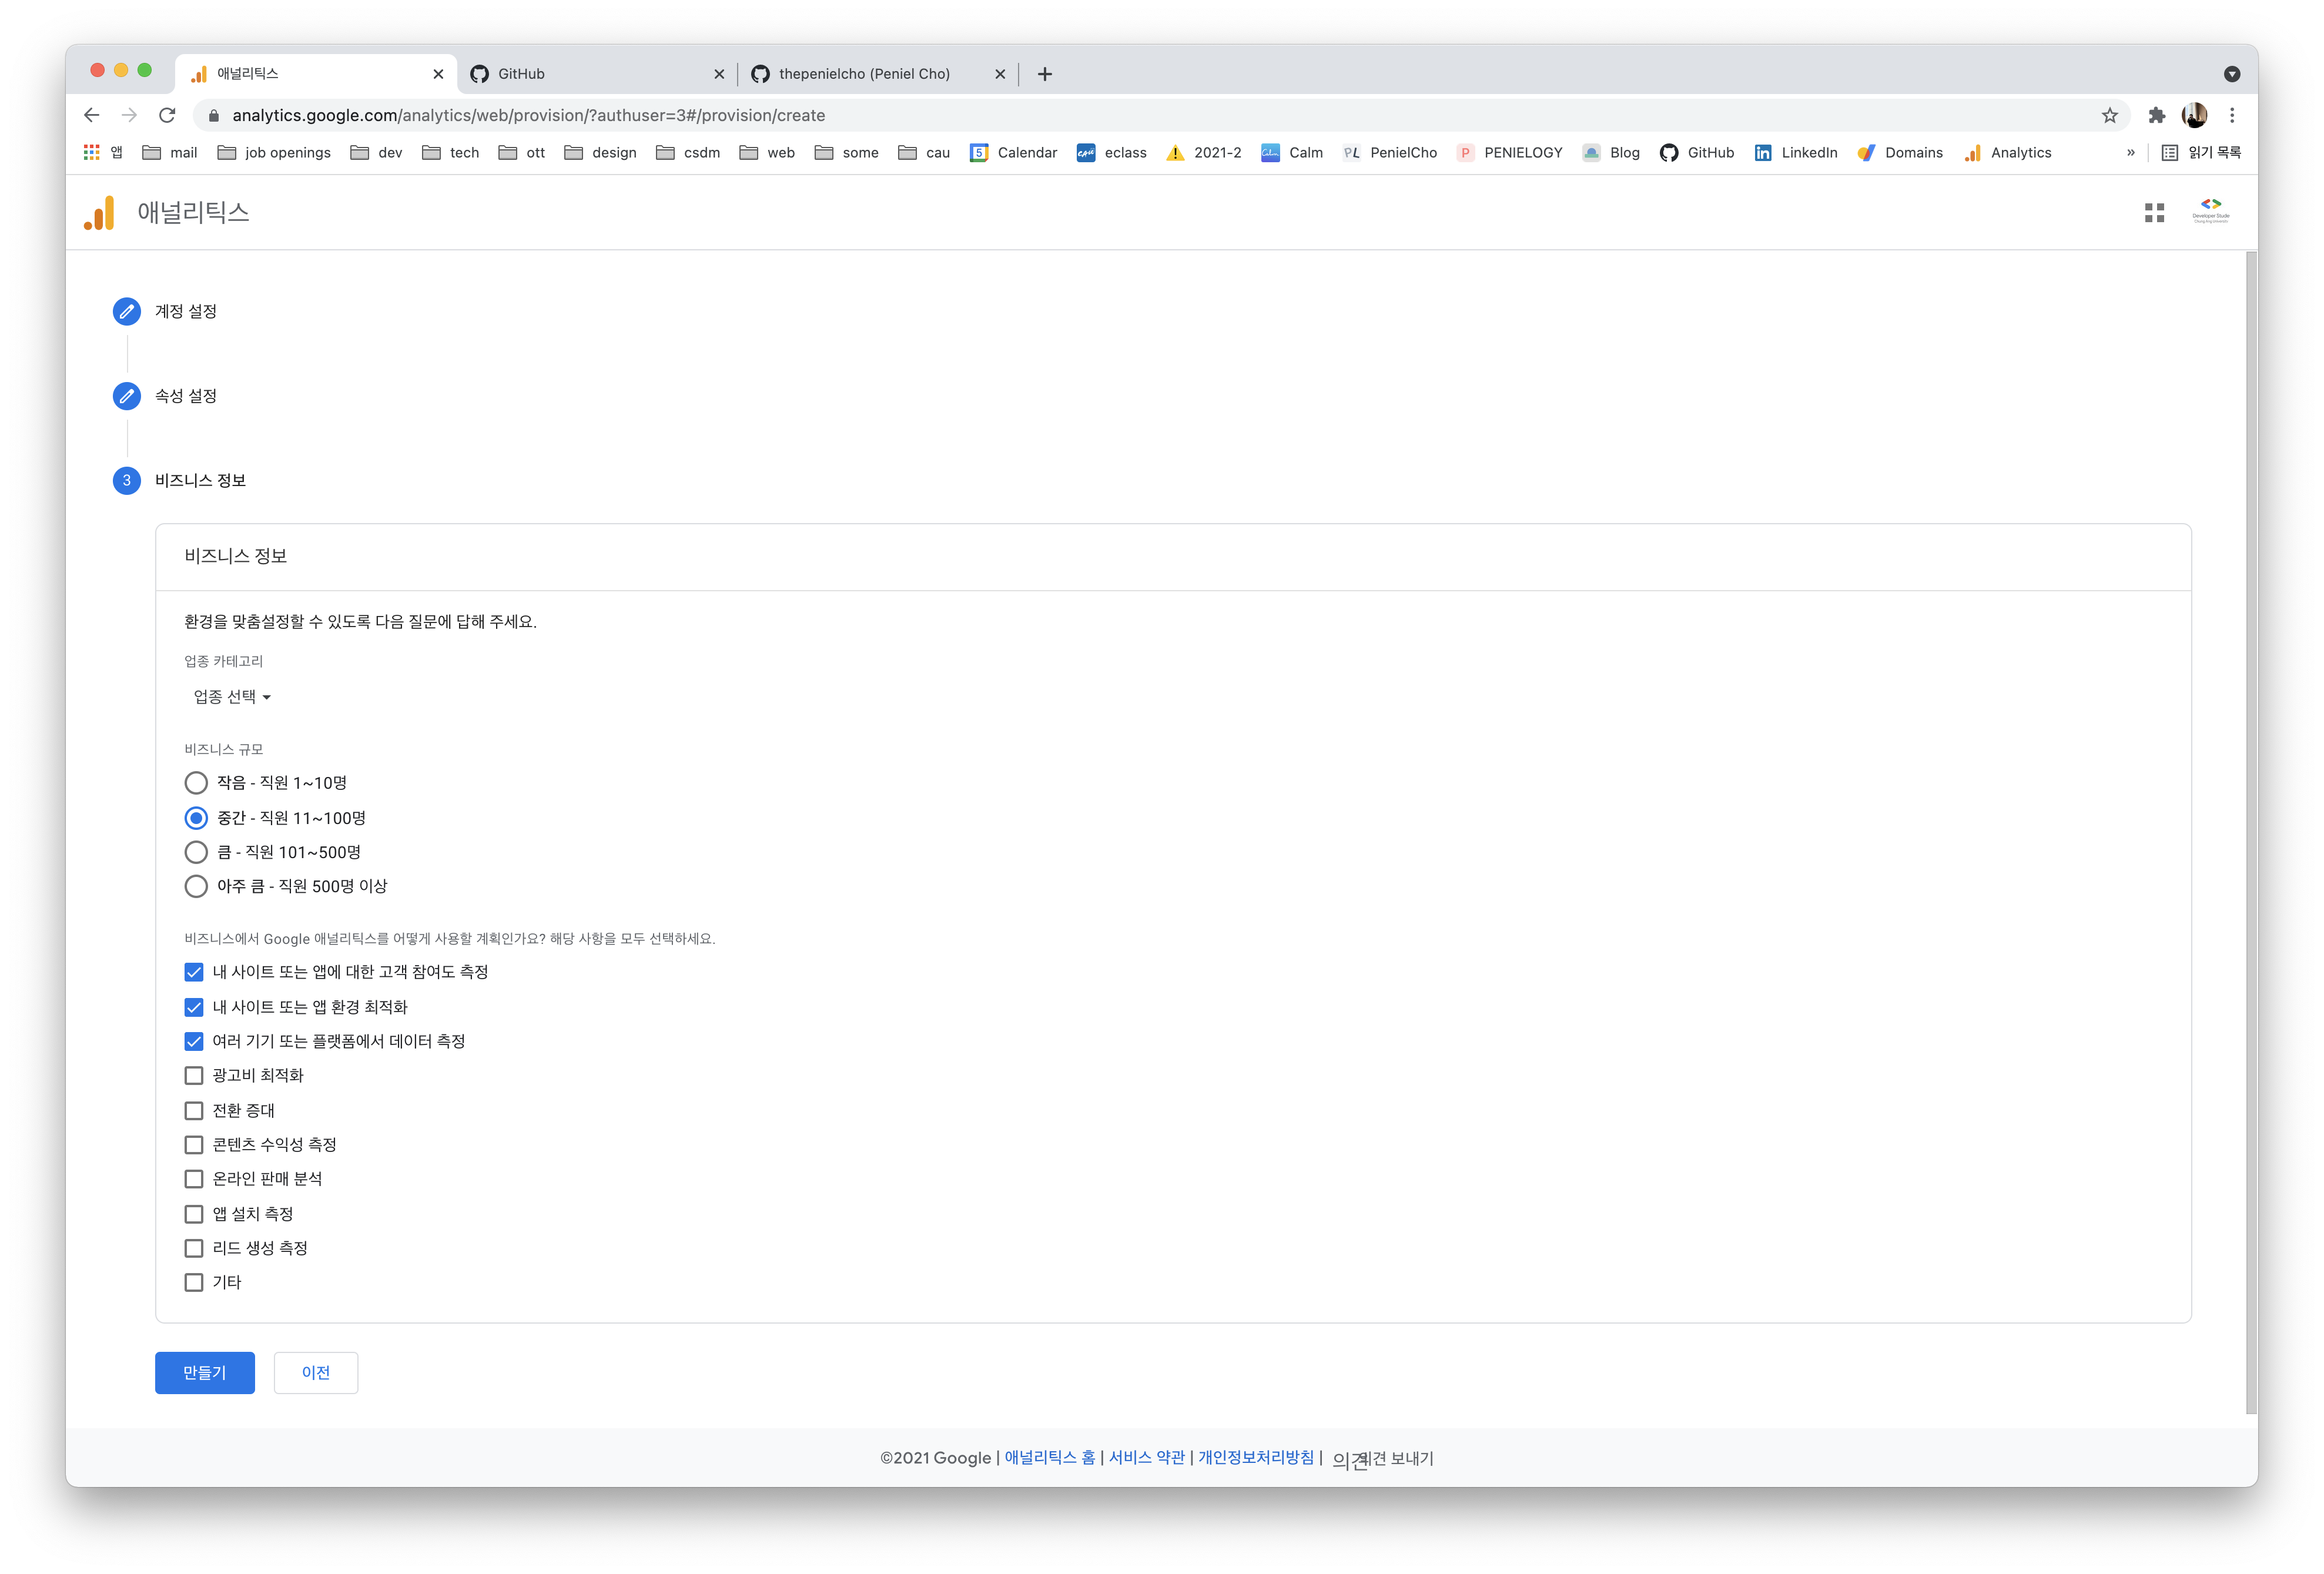 애널리틱스
GitHub
thepenielcho (Peniel Cho)
analytics.google.com/analytics/web/provision/?authuser=3#/provision/create
앱 mail job openings dev tech ott design csdm web some cau 5 Calendar CAU eclass 2021-2 Calm PL PenielCho P PENIELOGY Blog GitHub in LinkedIn Domains Analytics » 읽기 목록
애널리틱스
Developer Stude
계정 설정
속성 설정
3 비즈니스 정보
비즈니스 정보
환경을 맞춤설정할 수 있도록 다음 질문에 답해 주세요.
업종 카테고리
업종 선택
비즈니스 규모
작음 - 직원 1~10명
중간 - 직원 11~100명
큼 - 직원 101~500명
아주 큼 - 직원 500명 이상
비즈니스에서 Google 애널리틱스를 어떻게 사용할 계획인가요? 해당 사항을 모두 선택하세요.
내 사이트 또는 앱에 대한 고객 참여도 측정
내 사이트 또는 앱 환경 최적화
여러 기기 또는 플랫폼에서 데이터 측정
광고비 최적화
전환 증대
콘텐츠 수익성 측정
온라인 판매 분석
앱 설치 측정
리드 생성 측정
기타
만들기 이전
©2021 Google | 애널리틱스 홈 | 서비스 약관 | 개인정보처리방침 | 의견 의견 보내기